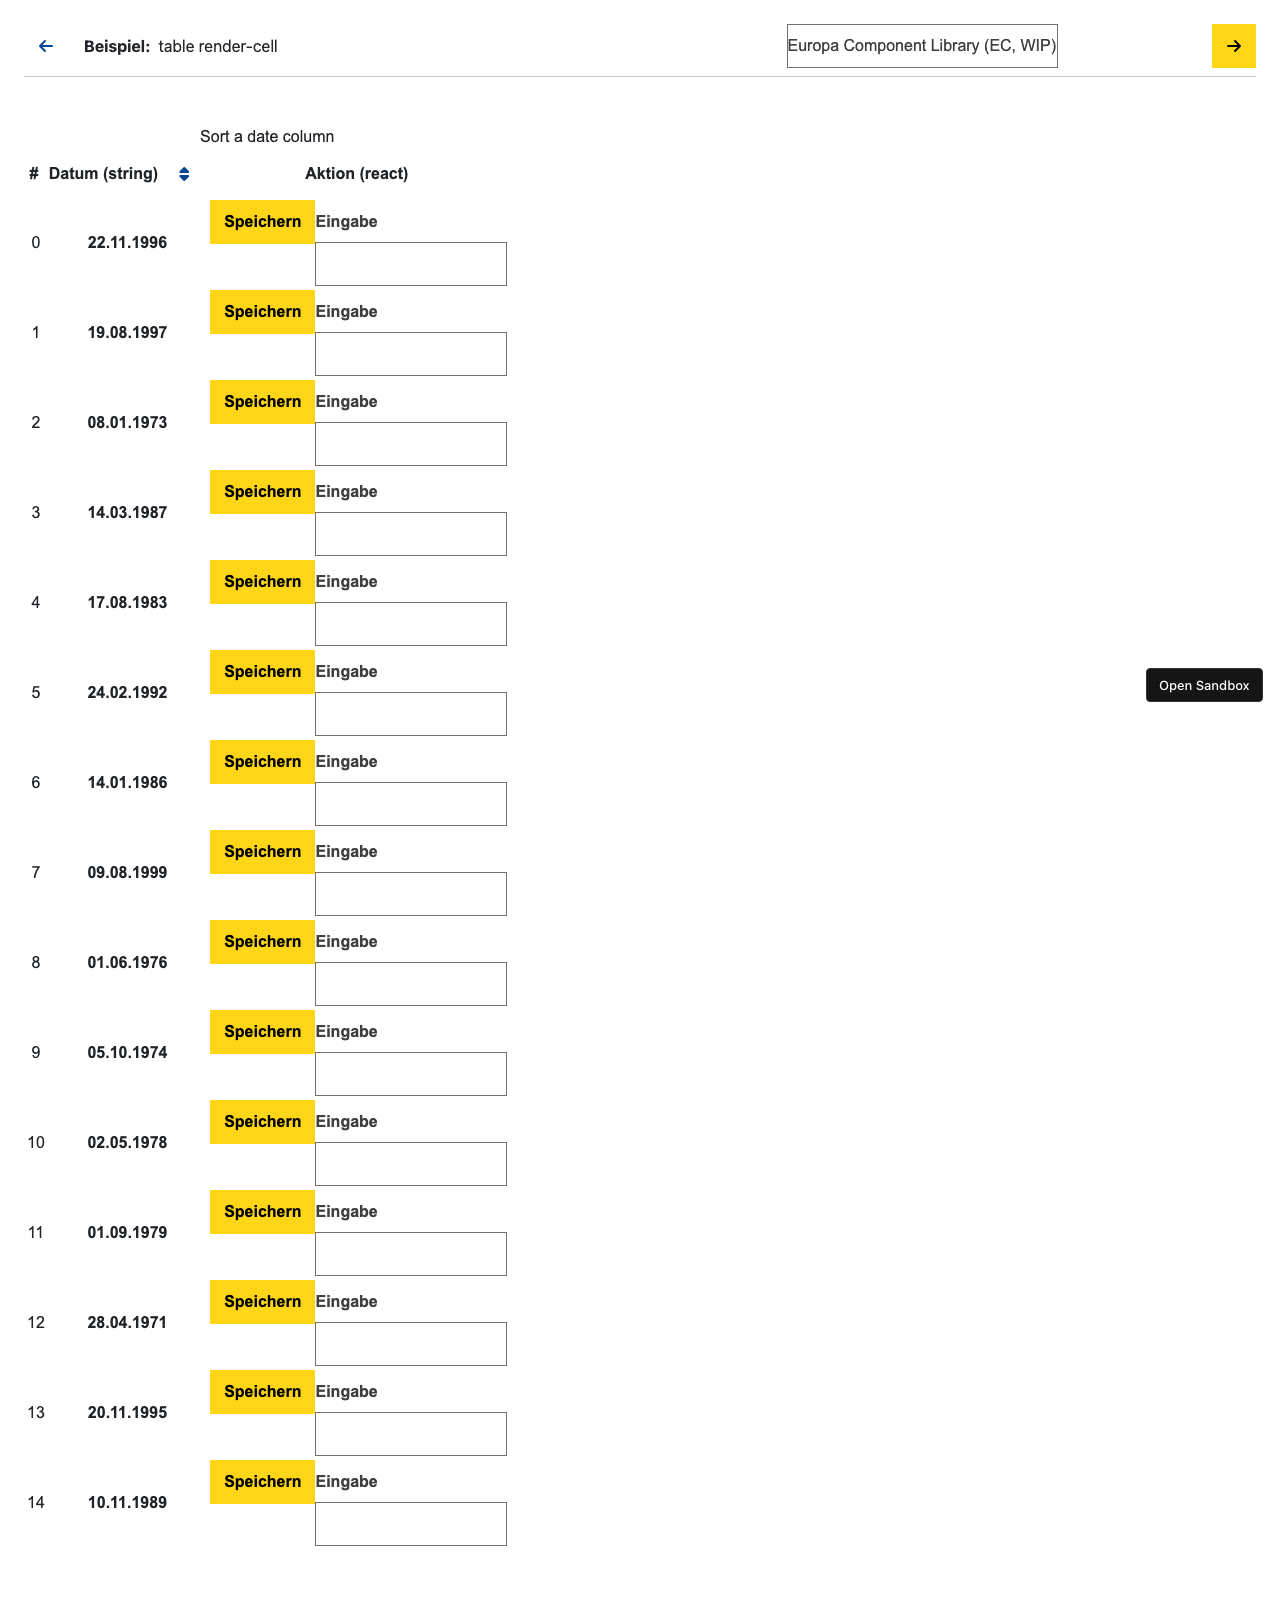 Beispiel: table render-cell
Europa Component Library (EC, WIP)
Sort a date column
# Datum (string) Aktion (react)
Speichern Eingabe
0 22.11.1996
Speichern Eingabe
1 19.08.1997
Speichern Eingabe
2 08.01.1973
Speichern Eingabe
3 14.03.1987
Speichern Eingabe
4 17.08.1983
Speichern Eingabe
5 24.02.1992
Open Sandbox
Speichern Eingabe
6 14.01.1986
Speichern Eingabe
7 09.08.1999
Speichern Eingabe
8 01.06.1976
Speichern Eingabe
9 05.10.1974
Speichern Eingabe
10 02.05.1978
Speichern Eingabe
11 01.09.1979
Speichern Eingabe
12 28.04.1971
Speichern Eingabe
13 20.11.1995
Speichern Eingabe
14 10.11.1989